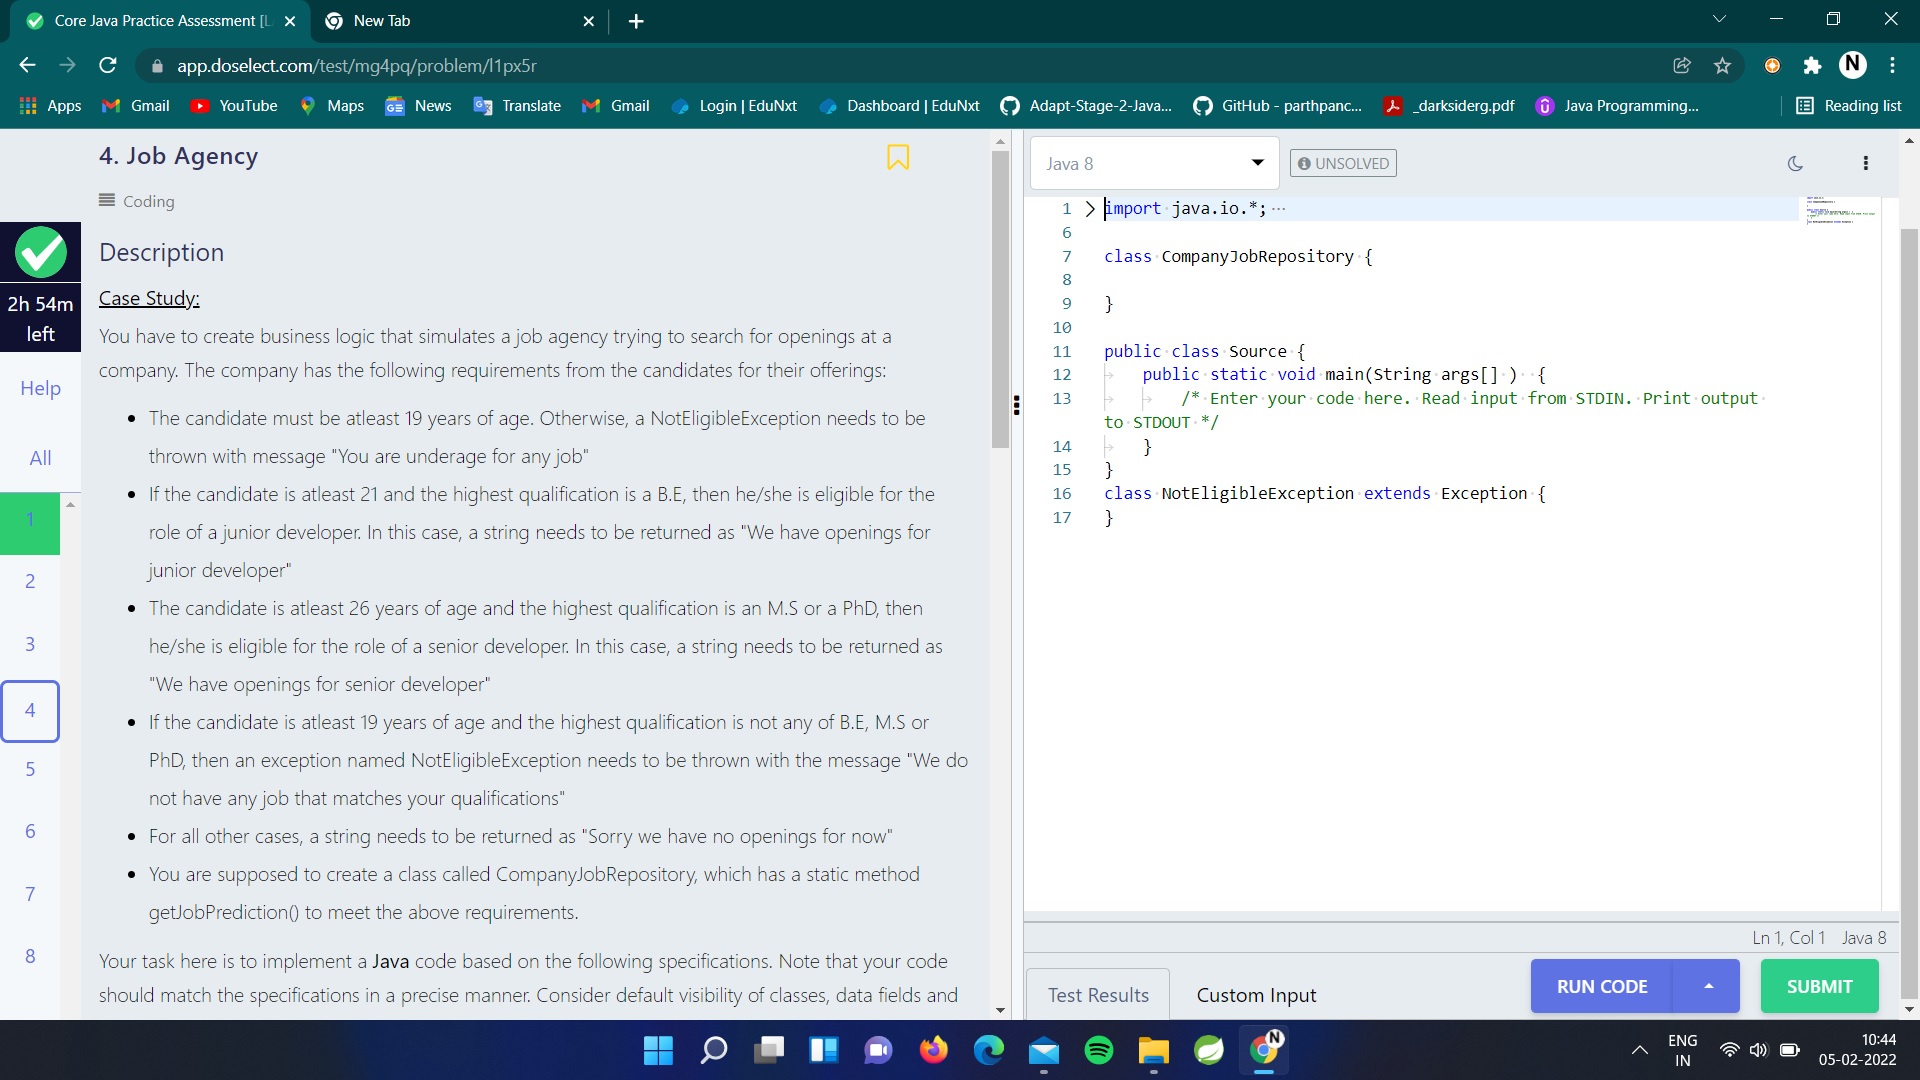 Core Java Practice Assessment [L
New Tab
app.doselect.com/test/mg4pq/problem/l1px5r
N
Apps
Gmail
YouTube
Maps
News
Translate
Gmail
Login | EduNxt
Dashboard | EduNxt
Adapt-Stage-2-Java...
GitHub - parthpanc...
_darksiderg.pdf
Java Programming...
Reading list
4. Job Agency
Coding
2h 54m
left
Help
All
1
2
3
4
5
6
7
8
Description
Case Study:
You have to create business logic that simulates a job agency trying to search for openings at a
company. The company has the following requirements from the candidates for their offerings:
• The candidate must be atleast 19 years of age. Otherwise, a NotEligibleException needs to be
thrown with message "You are underage for any job"
• If the candidate is atleast 21 and the highest qualification is a B.E, then he/she is eligible for the
role of a junior developer. In this case, a string needs to be returned as "We have openings for
junior developer"
• The candidate is atleast 26 years of age and the highest qualification is an M.S or a PhD, then
he/she is eligible for the role of a senior developer. In this case, a string needs to be returned as
"We have openings for senior developer"
• If the candidate is atleast 19 years of age and the highest qualification is not any of B.E, M.S or
PhD, then an exception named NotEligibleException needs to be thrown with the message "We do
not have any job that matches your qualifications"
• For all other cases, a string needs to be returned as "Sorry we have no openings for now"
• You are supposed to create a class called CompanyJobRepository, which has a static method
getJobPrediction() to meet the above requirements.
Your task here is to implement a Java code based on the following specifications. Note that your code
should match the specifications in a precise manner. Consider default visibility of classes, data fields and
Java 8
UNSOLVED
1 import java.io.*; ...
6
7 class CompanyJobRepository {
8
9 }
10
11 public class Source {
12 public static void main(String args[] ) {
13 /* Enter your code here. Read input from STDIN. Print output
to STDOUT */
14 }
15 }
16 class NotEligibleException extends Exception {
17 }
Ln 1, Col 1 Java 8
Test Results
Custom Input
RUN CODE
SUBMIT
N
ENG
IN
10:44
05-02-2022